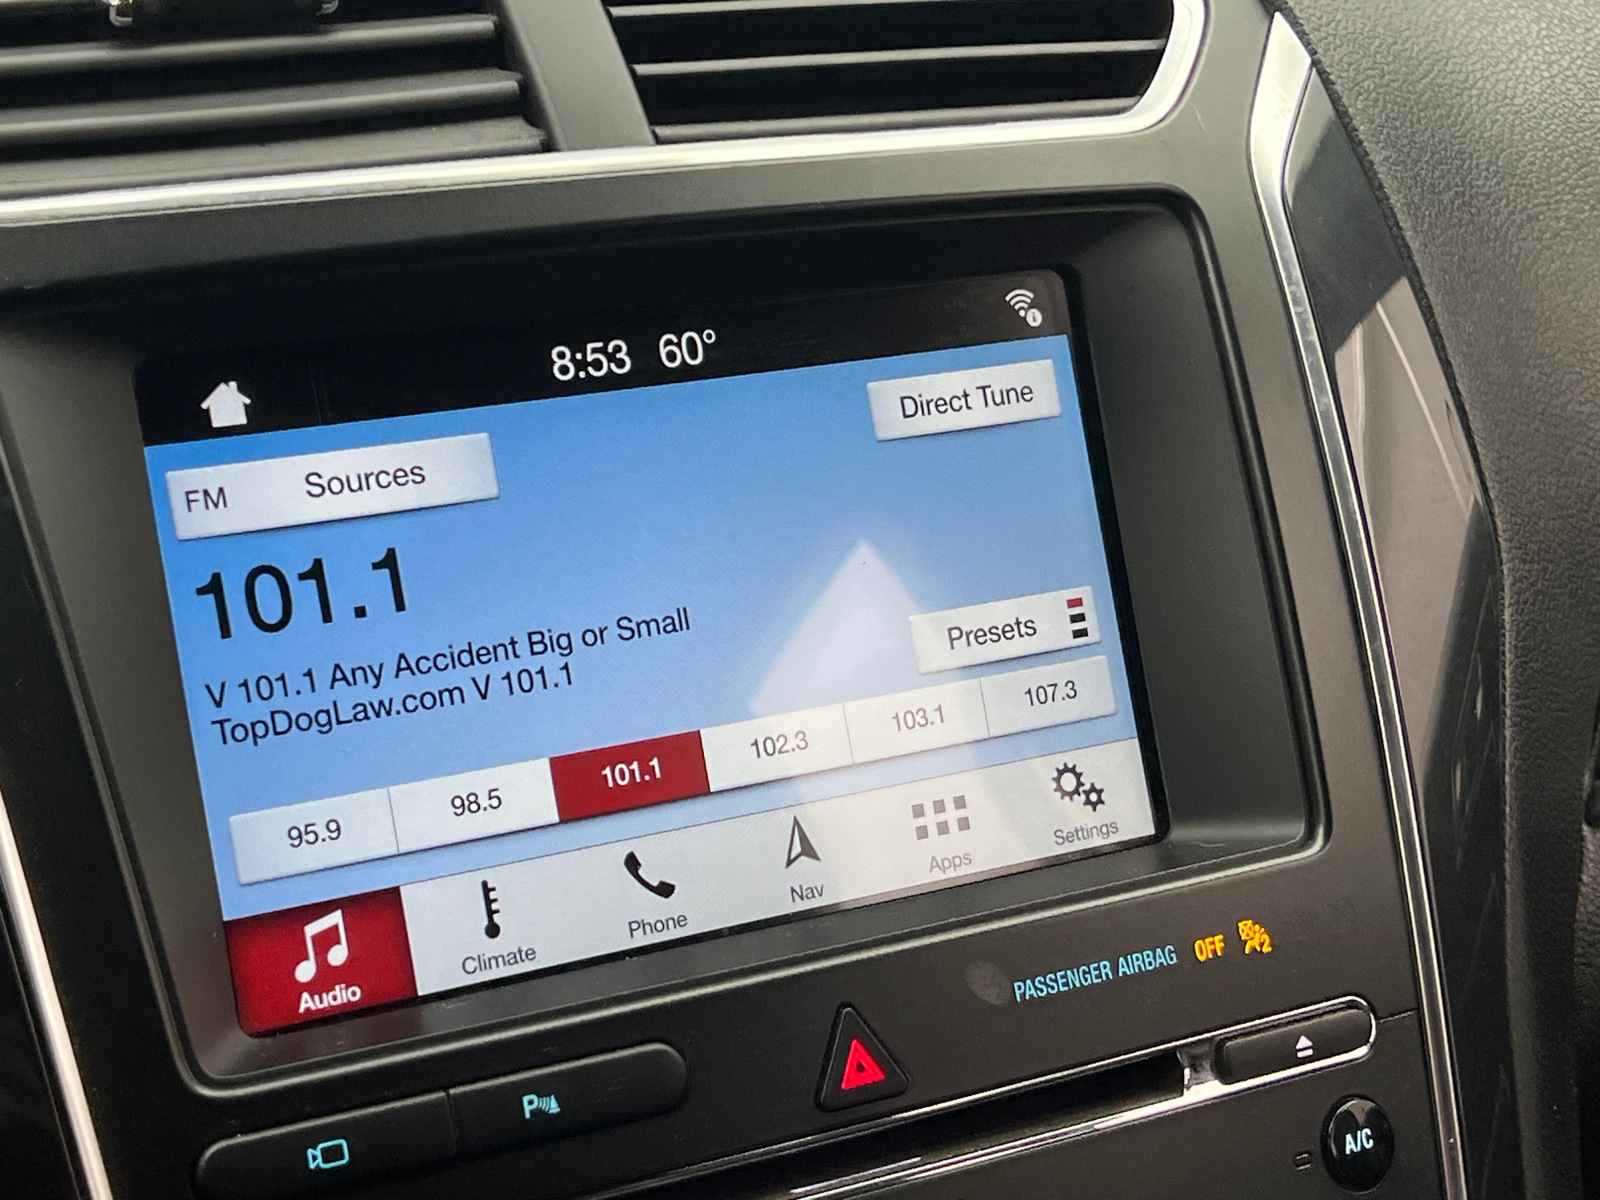 8:53 60°
Direct Tune
FM Sources
101.1
V 101.1 Any Accident Big or Small
TopDogLaw.com V 101.1
Presets
95.9 98.5 101.1 102.3 103.1 107.3
Audio Climate Phone Nav Apps Settings
PASSENGER AIRBAG OFF 2
P
A/C